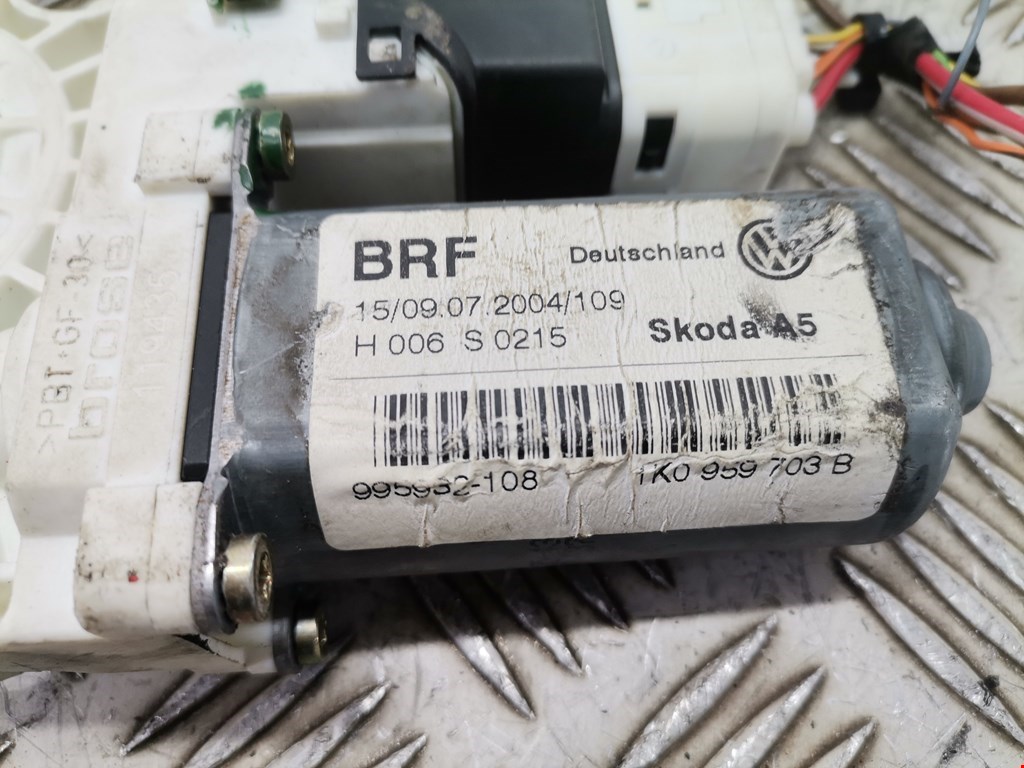 BRF
Deutschland
15/09.07.2004/109
H 006 S 0215
Skoda A5
995932-108
1K0 959 703 B
>PBT+GF 30<
brose